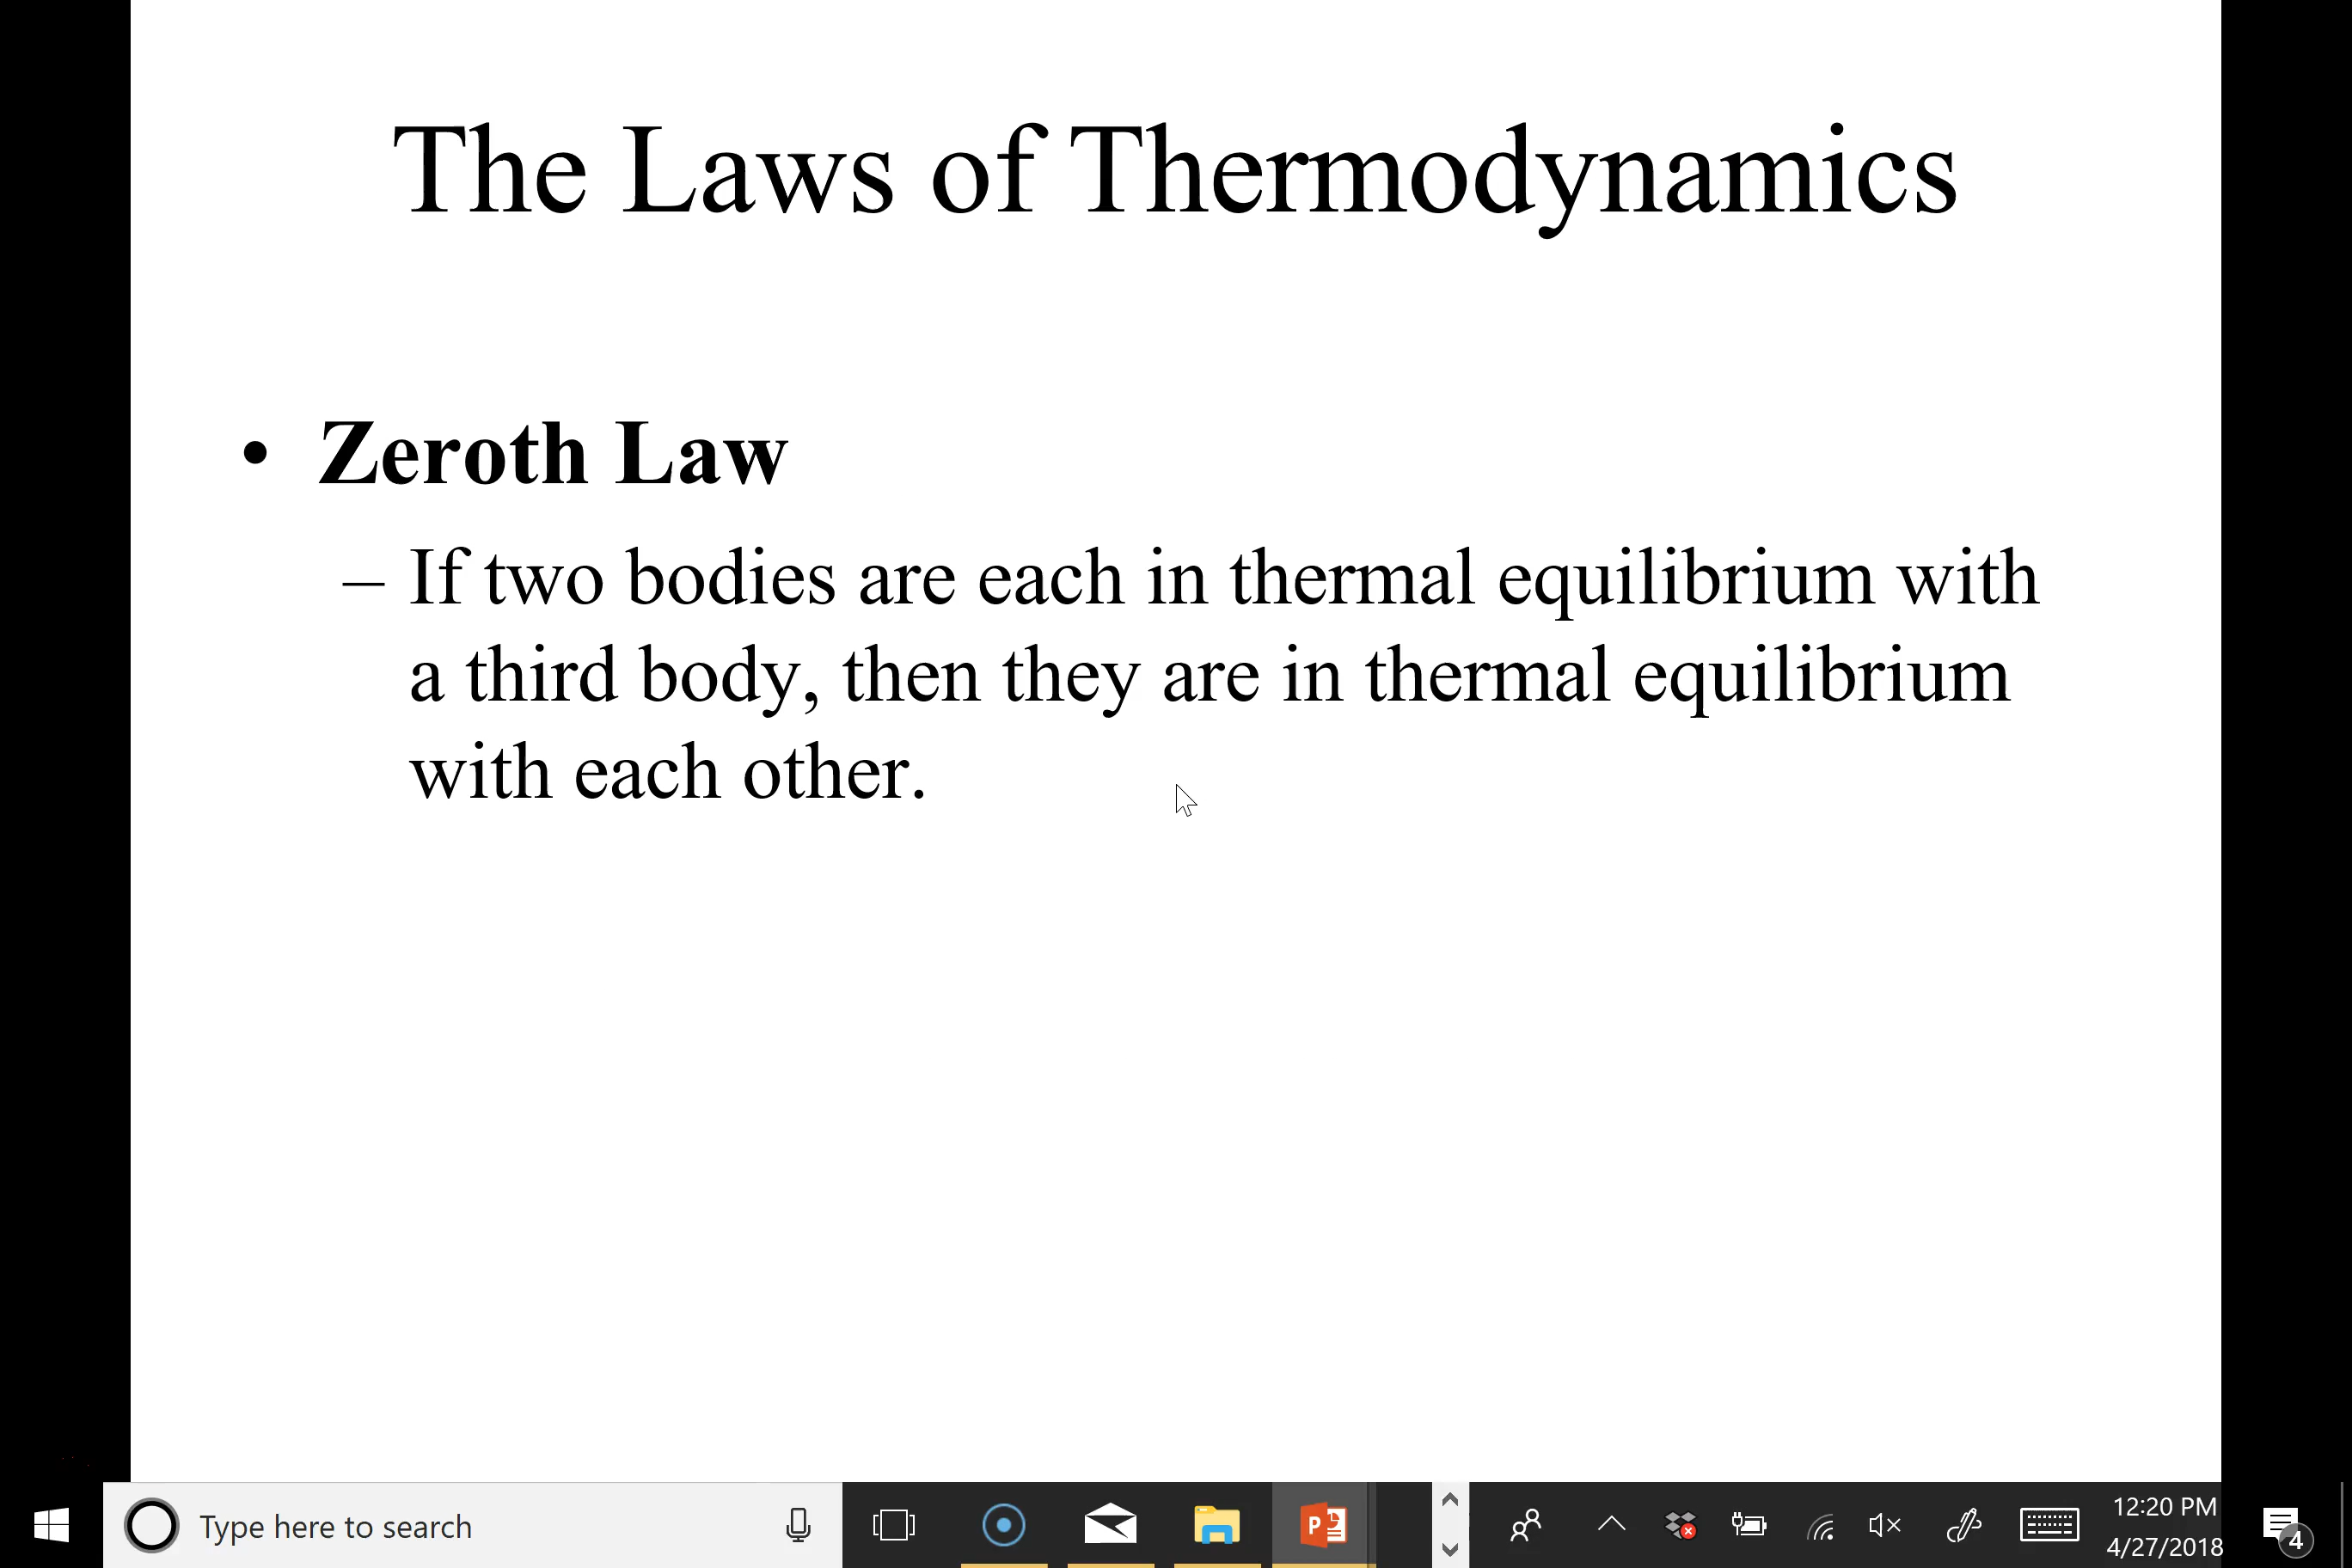 The Laws of Thermodynamics
• Zeroth Law
– If two bodies are each in thermal equilibrium with
a third body, then they are in thermal equilibrium
with each other.
Type here to search
P
12:20 PM
4/27/2018
4